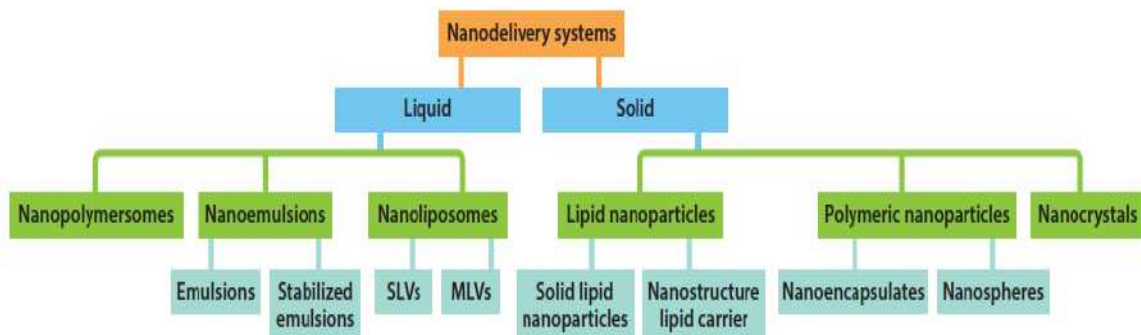 Nanodelivery systems
Liquid
Solid
Nanopolymersomes
Nanoemulsions
Nanoliposomes
Lipid nanoparticles
Polymeric nanoparticles
Nanocrystals
Emulsions
Stabilized
emulsions
SLVs
MLVs
Solid lipid
nanoparticles
Nanostructure
lipid carrier
Nanoencapsulates
Nanospheres